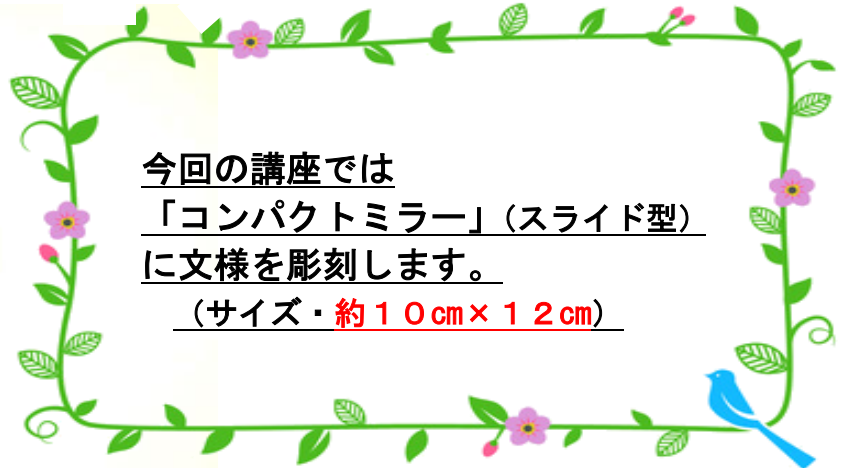 今回の講座では
「コンパクトミラー」(スライド型)
に文様を彫刻します。
(サイズ・約１０㎝×１２㎝)